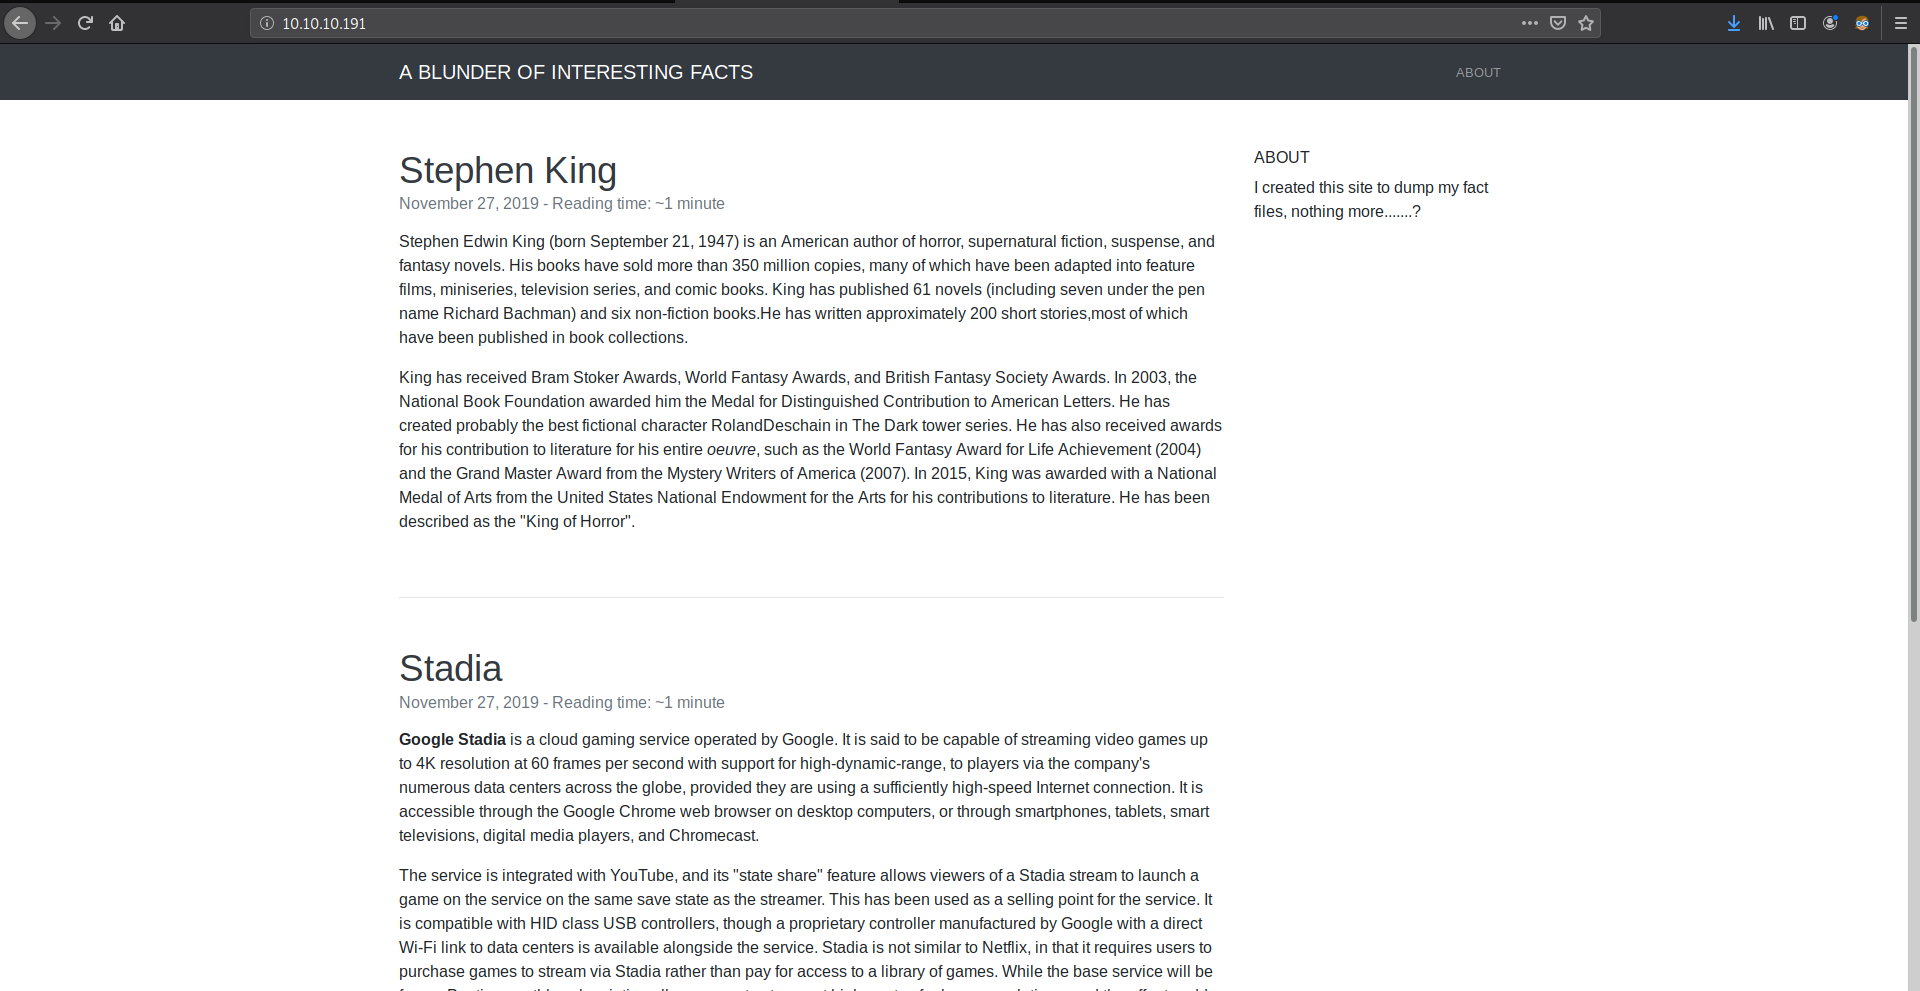 10.10.10.191
A BLUNDER OF INTERESTING FACTS
ABOUT
Stephen King
November 27, 2019 - Reading time: ~1 minute
Stephen Edwin King (born September 21, 1947) is an American author of horror, supernatural fiction, suspense, and
fantasy novels. His books have sold more than 350 million copies, many of which have been adapted into feature
films, miniseries, television series, and comic books. King has published 61 novels (including seven under the pen
name Richard Bachman) and six non-fiction books.He has written approximately 200 short stories,most of which
have been published in book collections.
King has received Bram Stoker Awards, World Fantasy Awards, and British Fantasy Society Awards. In 2003, the
National Book Foundation awarded him the Medal for Distinguished Contribution to American Letters. He has
created probably the best fictional character RolandDeschain in The Dark tower series. He has also received awards
for his contribution to literature for his entire oeuvre, such as the World Fantasy Award for Life Achievement (2004)
and the Grand Master Award from the Mystery Writers of America (2007). In 2015, King was awarded with a National
Medal of Arts from the United States National Endowment for the Arts for his contributions to literature. He has been
described as the "King of Horror".
Stadia
November 27, 2019 - Reading time: ~1 minute
Google Stadia is a cloud gaming service operated by Google. It is said to be capable of streaming video games up
to 4K resolution at 60 frames per second with support for high-dynamic-range, to players via the company's
numerous data centers across the globe, provided they are using a sufficiently high-speed Internet connection. It is
accessible through the Google Chrome web browser on desktop computers, or through smartphones, tablets, smart
televisions, digital media players, and Chromecast.
The service is integrated with YouTube, and its "state share" feature allows viewers of a Stadia stream to launch a
game on the service on the same save state as the streamer. This has been used as a selling point for the service. It
is compatible with HID class USB controllers, though a proprietary controller manufactured by Google with a direct
Wi-Fi link to data centers is available alongside the service. Stadia is not similar to Netflix, in that it requires users to
purchase games to stream via Stadia rather than pay for access to a library of games. While the base service will be
ABOUT
I created this site to dump my fact
files, nothing more.......?